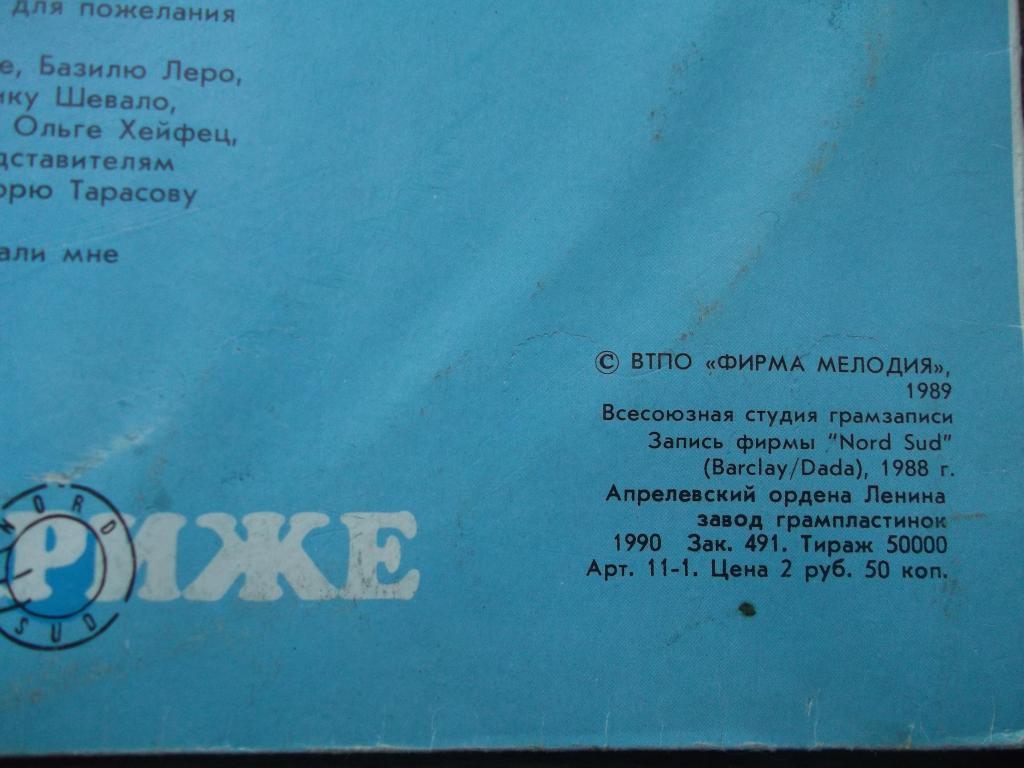 для пожелания
е, Базилю Леро,
ику Шевало,
Ольге Хейфец,
дставителям
орю Тарасову
али мне
© ВТПО «ФИРМА МЕЛОДИЯ»,
1989
Всесоюзная студия грамзаписи
Запись фирмы "Nord Sud"
(Barclay/Dada), 1988 г.
Апрелевский ордена Ленина
завод грампластинок
1990 Зак. 491. Тираж 50000
Арт. 11-1. Цена 2 руб. 50 коп.
NORD
РИЖЕ
SUD